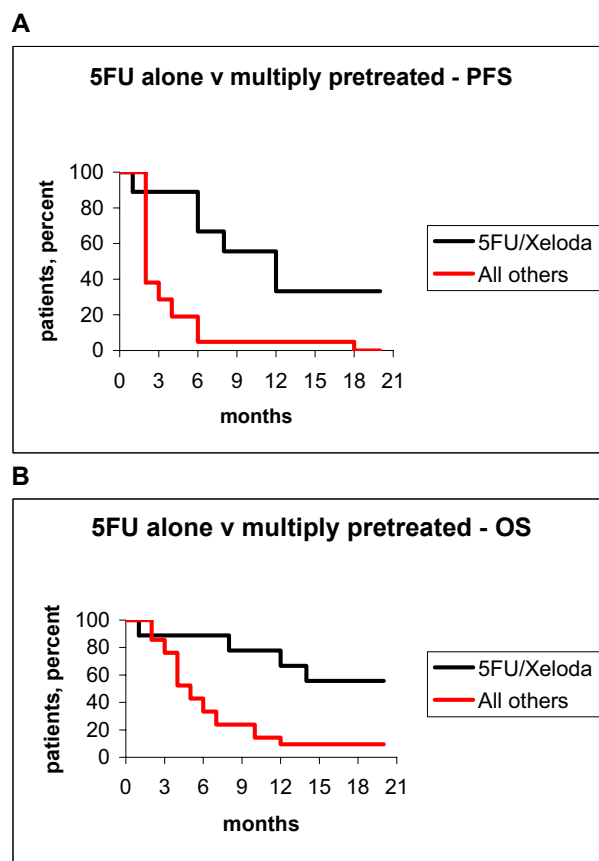 A
5FU alone v multiply pretreated - PFS
patients, percent
100
80
60
40
20
0
0 3 6 9 12 15 18 21
months
5FU/Xeloda
All others
B
5FU alone v multiply pretreated - OS
patients, percent
100
80
60
40
20
0
0 3 6 9 12 15 18 21
months
5FU/Xeloda
All others